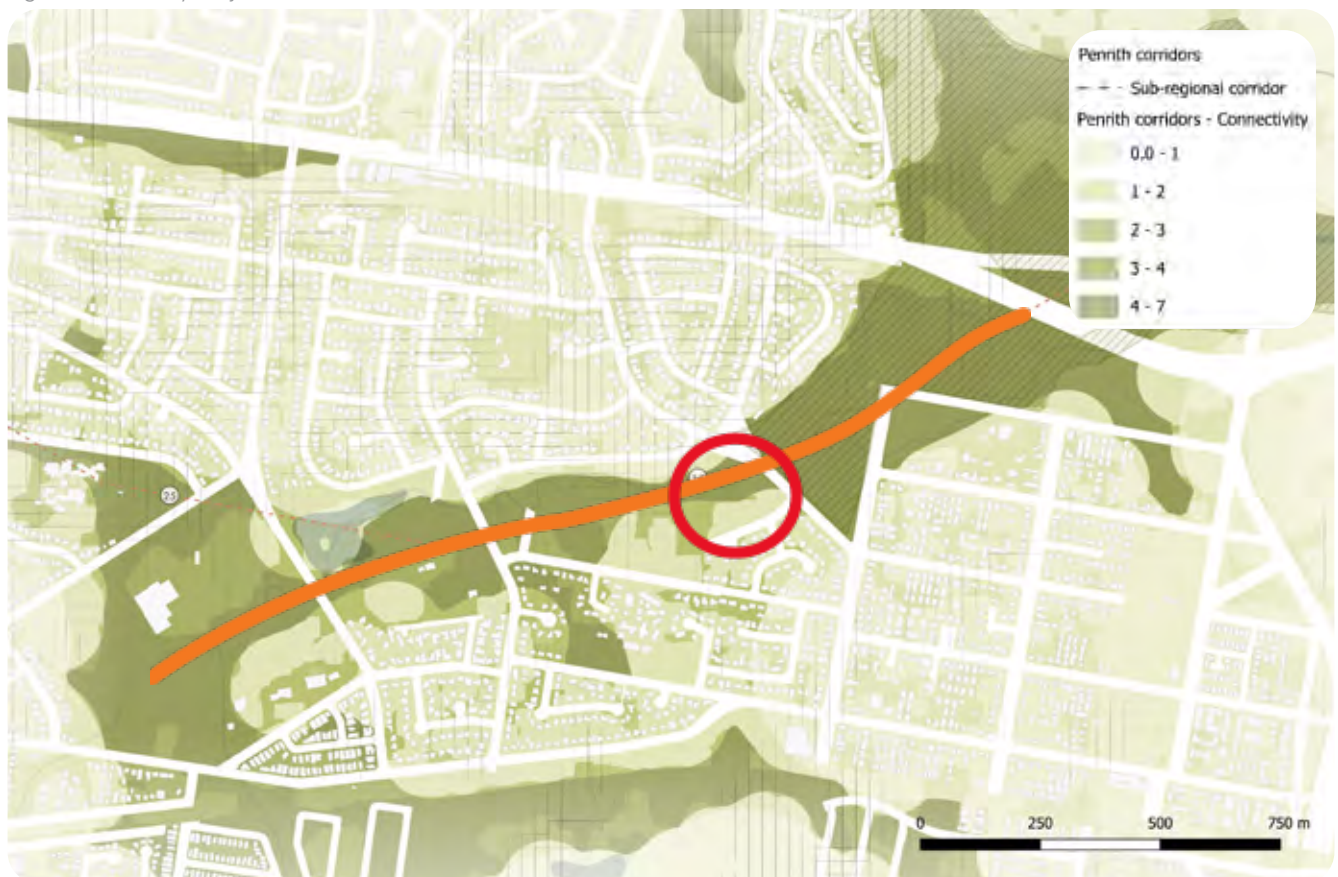 Penrith corridors
Sub-regional corridor
Penrith corridors - Connectivity
0.0 - 1
1 - 2
2 - 3
3 - 4
4 - 7
25
0 250 500 750 m